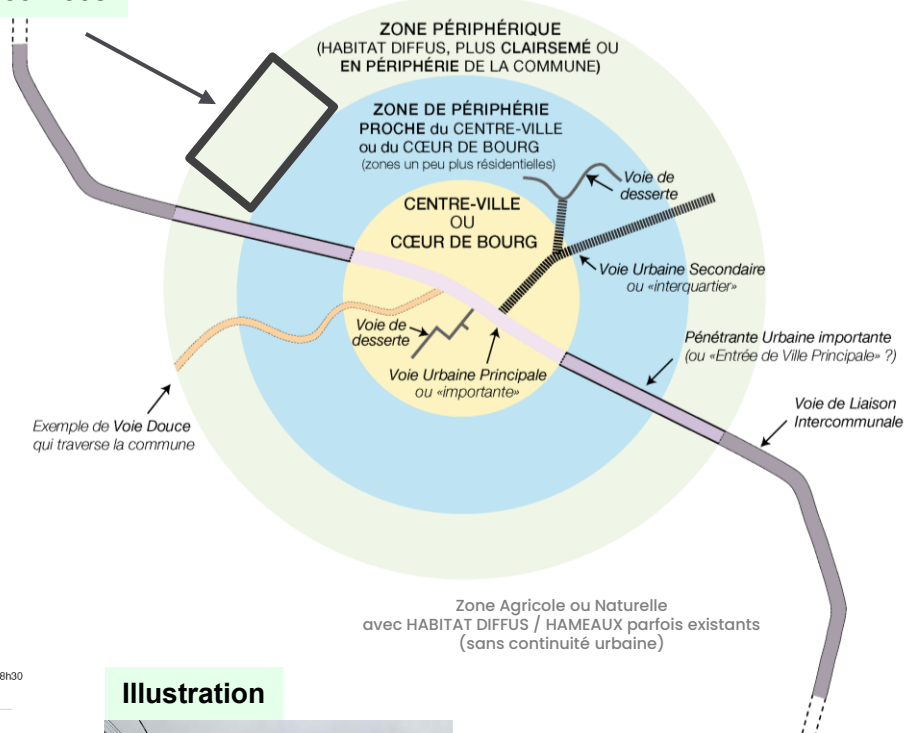 ZONE PÉRIPHÉRIQUE
(HABITAT DIFFUS, PLUS CLAIRSEMÉ OU
EN PÉRIPHÉRIE DE LA COMMUNE)
ZONE DE PÉRIPHÉRIE
PROCHE du CENTRE-VILLE
ou du CŒUR DE BOURG
(zones un peu plus résidentielles)
Voie de
desserte
CENTRE-VILLE
OU
CŒUR DE BOURG
Voie Urbaine Secondaire
ou «interquartier»
Voie de
desserte
Pénétrante Urbaine importante
(ou «Entrée de Ville Principale» ?)
Voie Urbaine Principale
ou «importante»
Voie de Liaison
Intercommunale
Exemple de Voie Douce
qui traverse la commune
Zone Agricole ou Naturelle
avec HABITAT DIFFUS / HAMEAUX parfois existants
(sans continuité urbaine)
8h30
Illustration